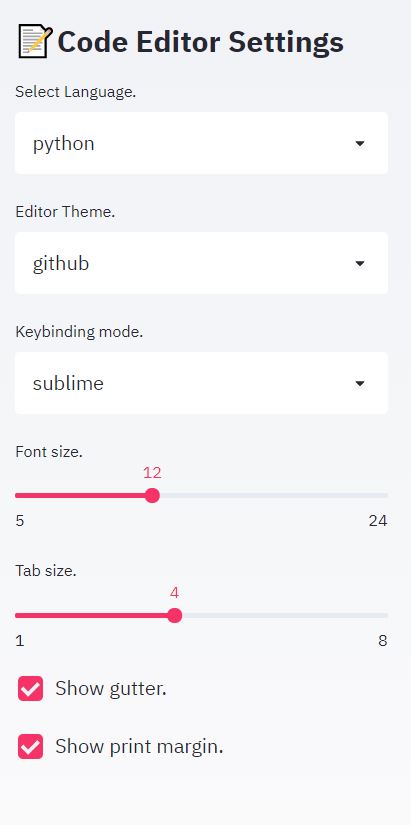 Code Editor Settings
Select Language.
python
Editor Theme.
github
Keybinding mode.
sublime
Font size.
12
5 24
Tab size.
4
1 8
Show gutter.
Show print margin.